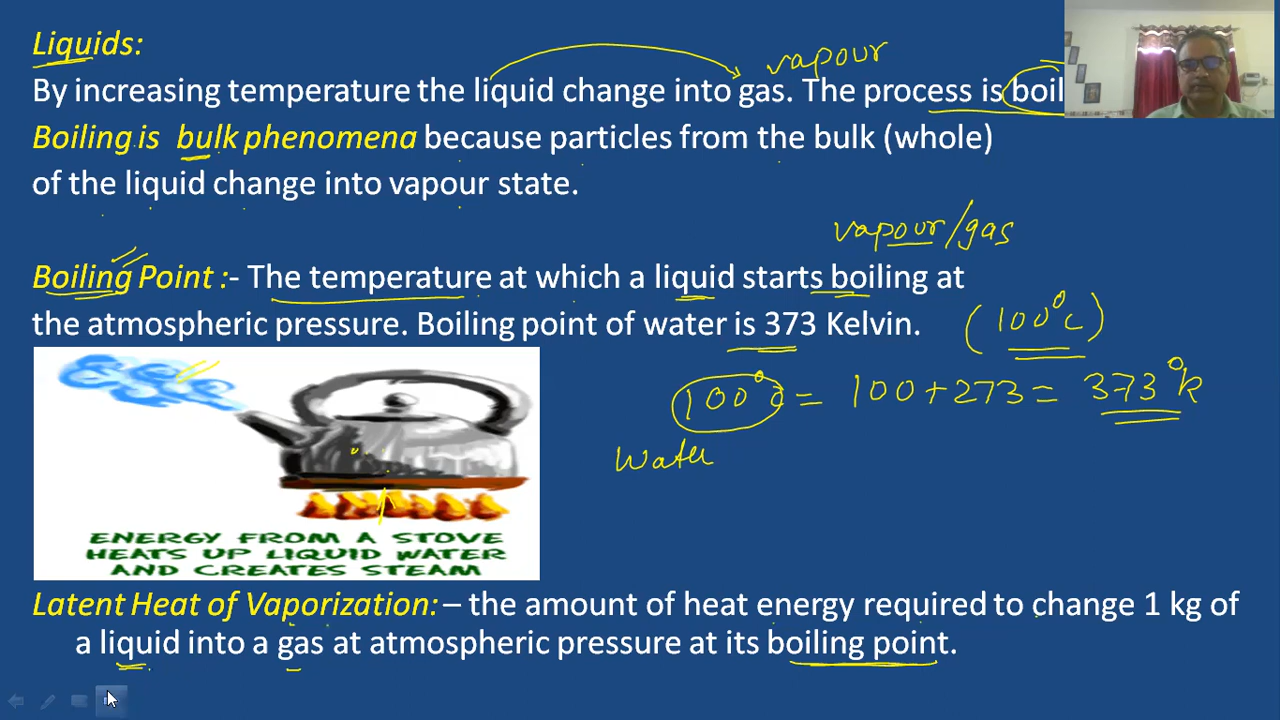 Liquids:
vapour
By increasing temperature the liquid change into gas. The process is boil
Boiling is bulk phenomena because particles from the bulk (whole)
of the liquid change into vapour state.
vapour/gas
Boiling Point :- The temperature at which a liquid starts boiling at
the atmospheric pressure. Boiling point of water is 373 Kelvin. (100°c)
100°c = 100+273 = 373°k
water
ENERGY FROM A STOVE
HEATS UP LIQUID WATER
AND CREATES STEAM
Latent Heat of Vaporization: – the amount of heat energy required to change 1 kg of
a liquid into a gas at atmospheric pressure at its boiling point.